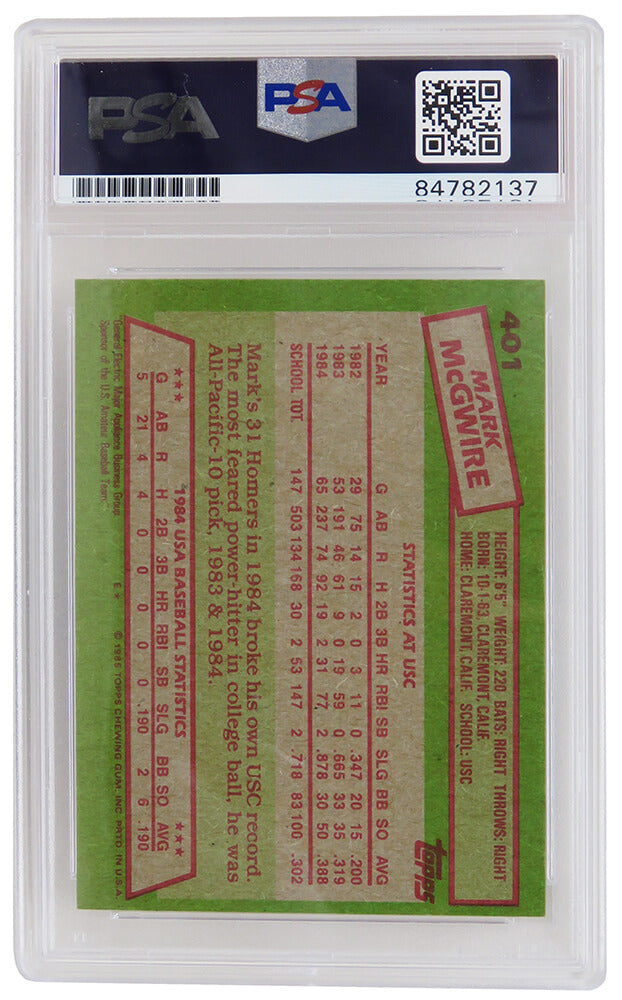 PSA
PSA
84782137
401
MARK
McGWIRE
HEIGHT: 6'5" WEIGHT: 220 BATS: RIGHT THROWS: RIGHT
BORN: 10-1-63, CLAREMONT, CALIF.
HOME: CLAREMONT, CALIF. SCHOOL: USC
topps
STATISTICS AT USC
YEAR G AB R H 2B 3B HR RBI SB SLG BB SO AVG
1982 29 75 14 15 2 0 3 11 0 .347 20 15 .200
1983 53 191 46 61 9 0 19 59 0 .665 33 35 .319
1984 65 237 74 92 19 2 31 77 2 .878 30 50 .388
SCHOOL TOT. 147 503 134 168 30 2 53 147 2 .718 83 100 .302
Mark's 31 Homers in 1984 broke his own USC record.
The most feared power-hitter in college ball, he was
All-Pacific-10 pick, 1983 & 1984.
★★★ 1984 USA BASEBALL STATISTICS ★★★
G AB R H 2B 3B HR RBI SB SLG BB SO AVG
5 21 4 4 0 0 0 0 0 .190 2 6 .190
"General Electric Major Appliance Business Group
Sponsor of the U.S. Amateur Baseball Team." E * © 1985 TOPPS CHEWING GUM, INC. PRTD. IN U.S.A.